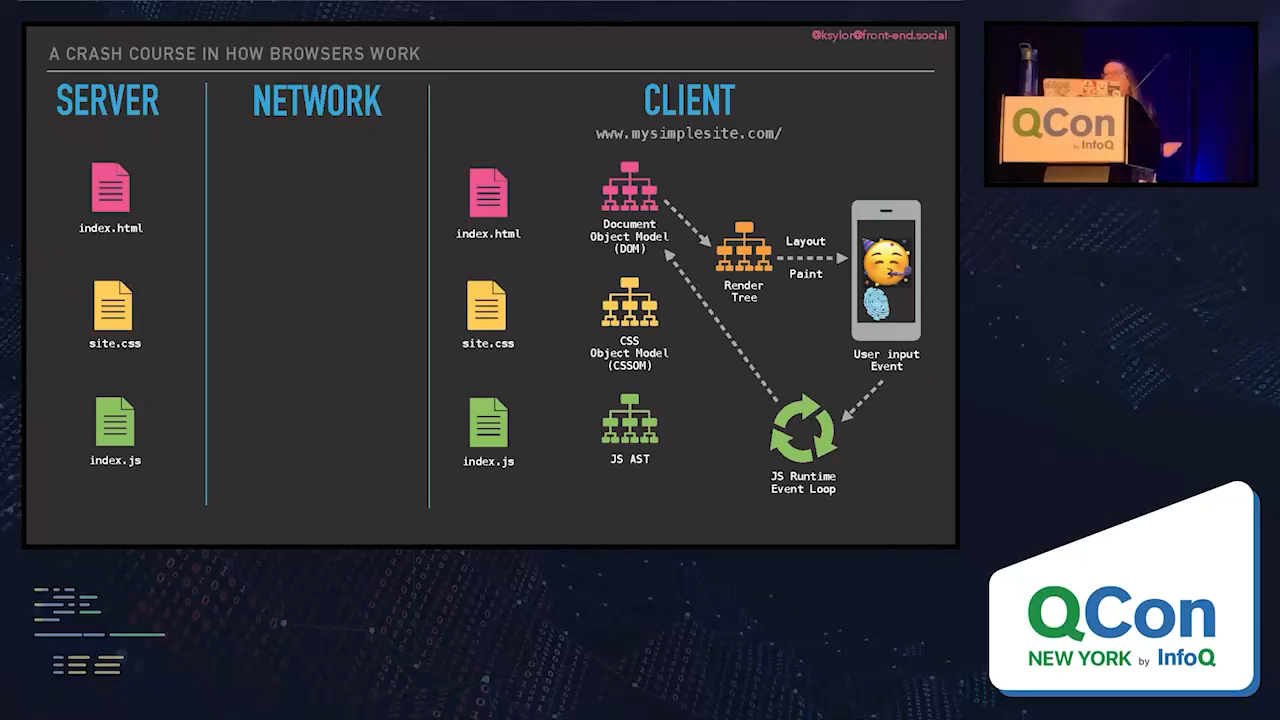 @ksylor@front-end.social
A CRASH COURSE IN HOW BROWSERS WORK
SERVER
NETWORK
CLIENT
www.mysimplesite.com/
index.html
site.css
index.js
index.html
site.css
index.js
Document
Object Model
(DOM)
CSS
Object Model
(CSSOM)
JS AST
Render
Tree
Layout
Paint
User input
Event
JS Runtime
Event Loop
QCon
by InfoQ
QCon
NEW YORK by InfoQ